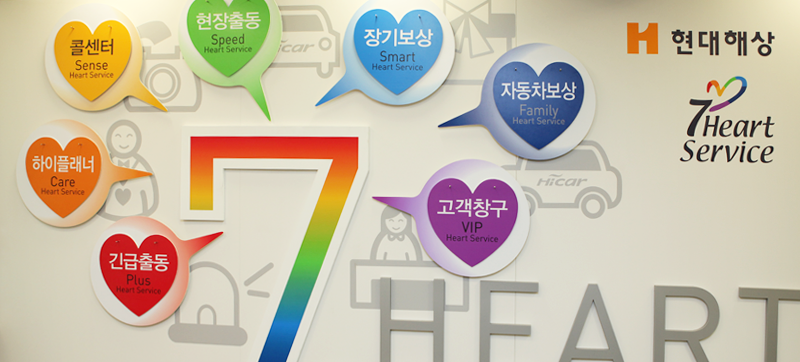 현장출동
Speed
Heart Service
콜센터
Sense
Heart Service
장기보상
Smart
Heart Service
자동차보상
Family
Heart Service
하이플래너
Care
Heart Service
고객창구
VIP
Heart Service
긴급출동
Plus
Heart Service
7
Hicar
Hicar
H 현대해상
7Heart
Service
HEART